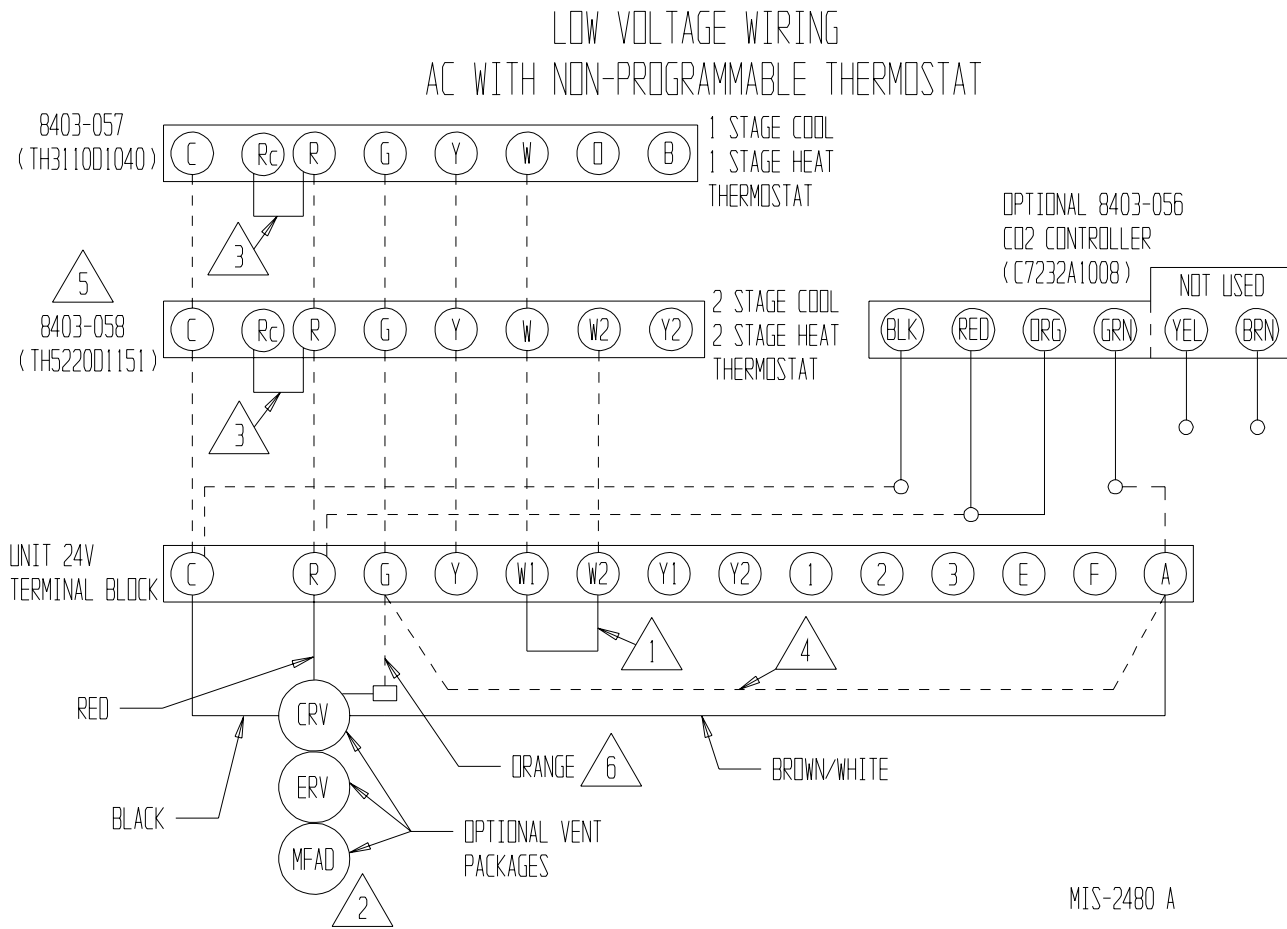 LOW VOLTAGE WIRING
AC WITH NON-PROGRAMMABLE THERMOSTAT
8403-057
(TH3110D1040)
C Rc R G Y W O B
1 STAGE COOL
1 STAGE HEAT
THERMOSTAT
3
OPTIONAL 8403-056
CO2 CONTROLLER
(C7232A1008)
NOT USED
BLK RED ORG GRN YEL BRN
5
8403-058
(TH5220D1151)
C Rc R G Y W W2 Y2
2 STAGE COOL
2 STAGE HEAT
THERMOSTAT
3
UNIT 24V
TERMINAL BLOCK
C R G Y W1 W2 Y1 Y2 1 2 3 E F A
1
4
RED
CRV
ORANGE
6
BROWN/WHITE
BLACK
ERV
OPTIONAL VENT
PACKAGES
MFAD
2
MIS-2480 A